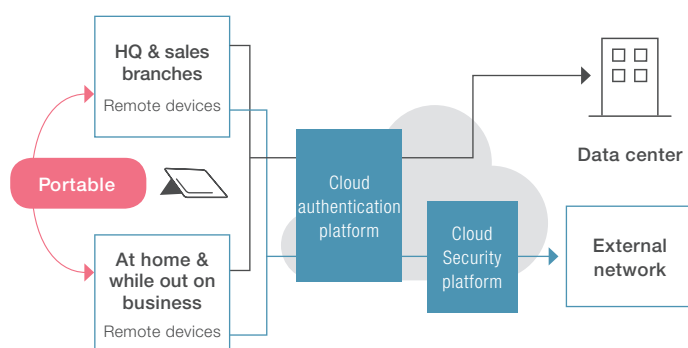 HQ & sales
branches
Remote devices
Portable
At home &
while out on
business
Remote devices
Cloud
authentication
platform
Cloud
Security
platform
Data center
External
network